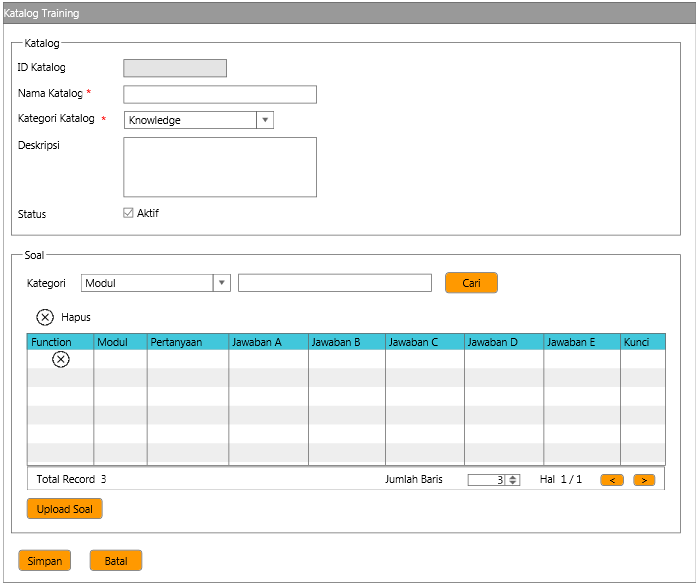 Katalog Training
Katalog
ID Katalog
Nama Katalog *
Kategori Katalog * Knowledge
Deskripsi
Status Aktif
Soal
Kategori Modul Cari
Hapus
Function Modul Pertanyaan Jawaban A Jawaban B Jawaban C Jawaban D Jawaban E Kunci
Total Record 3 Jumlah Baris 3 Hal 1 / 1 < >
Upload Soal
Simpan Batal